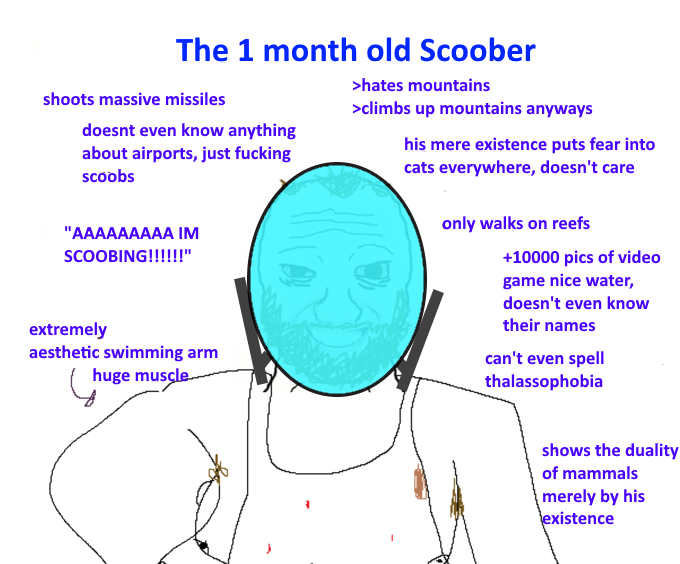 The 1 month old Scoober
shoots massive missiles
>hates mountains
>climbs up mountains anyways
doesnt even know anything
about airports, just fucking
scoobs
his mere existence puts fear into
cats everywhere, doesn't care
"AAAAAAAAA IM
SCOOBING!!!!!!"
only walks on reefs
+10000 pics of video
game nice water,
doesn't even know
their names
extremely
aesthetic swimming arm
huge muscle
can't even spell
thalassophobia
shows the duality
of mammals
merely by his
existence